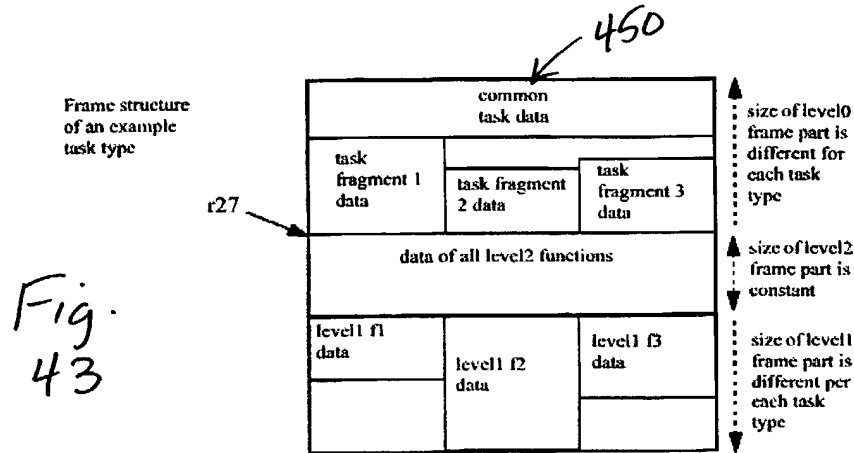 450
Frame structure
of an example
task type
common
task data
size of level0
frame part is
different for
each task
type
task
fragment 1
data
task fragment
2 data
task
fragment 3
data
r27
data of all level2 functions
size of level2
frame part is
constant
Fig.
43
level1 f1
data
level1 f2
data
level1 f3
data
size of level1
frame part is
different per
each task
type